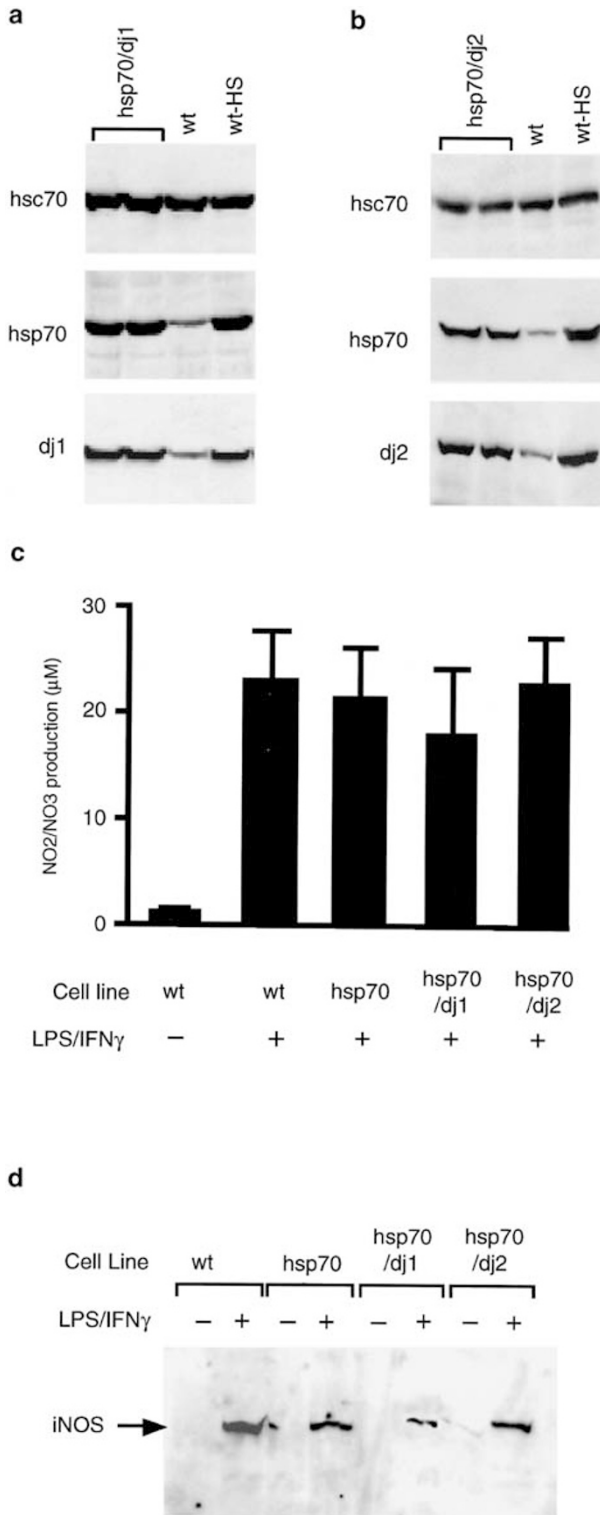 a
hsp70/dj1
wt
wt-HS
hsc70
hsp70
dj1
b
hsp70/dj2
wt
wt-HS
hsc70
hsp70
dj2
c
NO2/NO3 production (μM)
30
20
10
0
Cell line wt wt hsp70 hsp70/dj1 hsp70/dj2
LPS/IFNγ – + + + +
d
Cell Line wt hsp70 hsp70/dj1 hsp70/dj2
LPS/IFNγ – + – + – + – +
iNOS